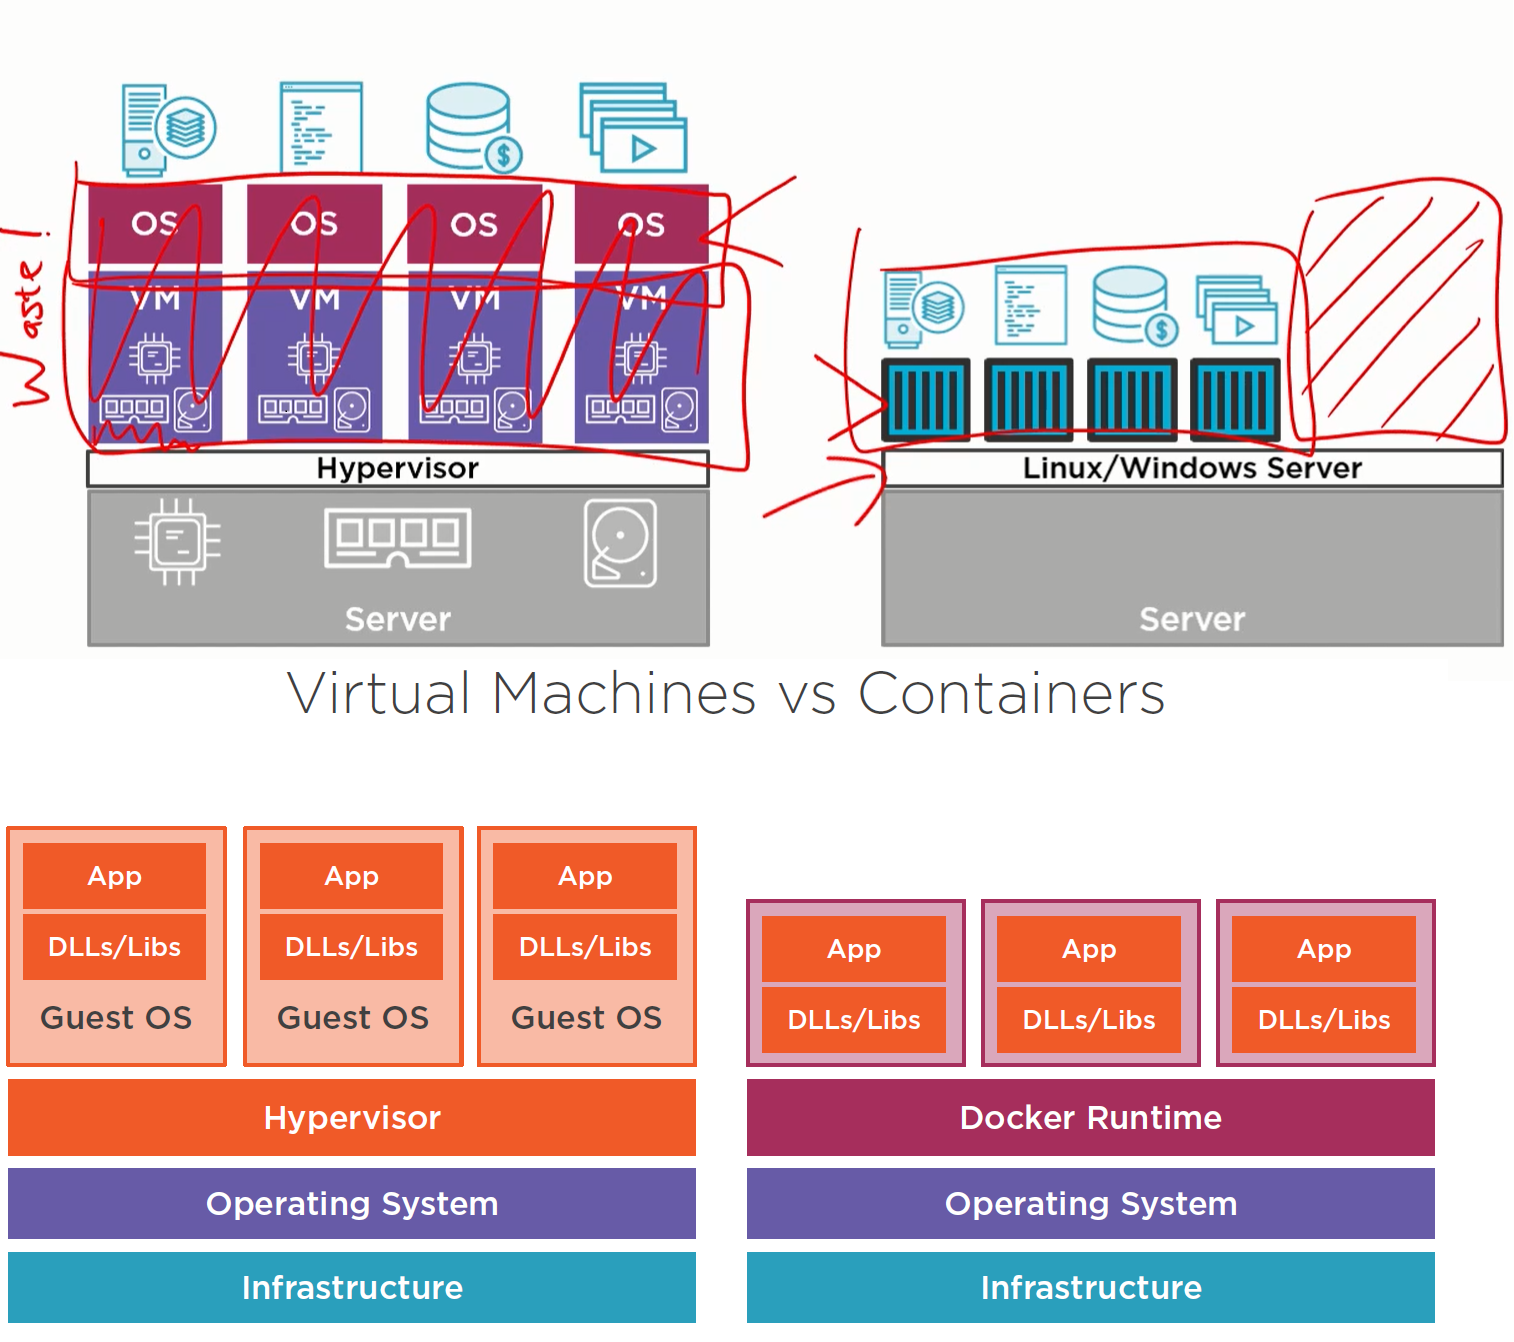 Waste!
OS OS OS OS
VM VM VM VM
$
Hypervisor
Server
$
Linux/Windows Server
Server
Virtual Machines vs Containers
App App App
DLLs/Libs DLLs/Libs DLLs/Libs
Guest OS Guest OS Guest OS
Hypervisor
Operating System
Infrastructure
App App App
DLLs/Libs DLLs/Libs DLLs/Libs
Docker Runtime
Operating System
Infrastructure